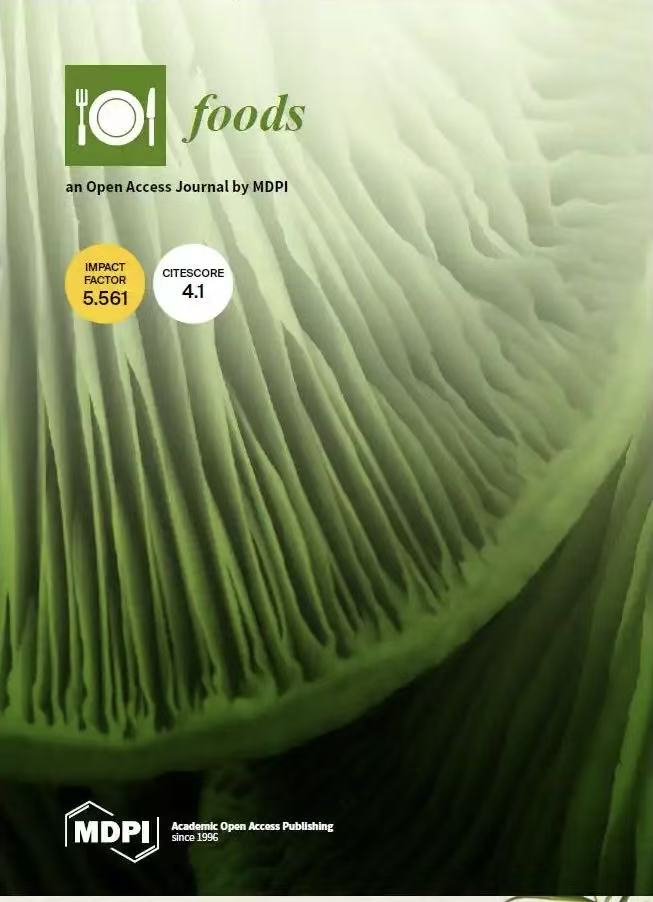 foods
an Open Access Journal by MDPI
IMPACT
FACTOR
5.561
CITESCORE
4.1
MDPI
Academic Open Access Publishing
since 1996